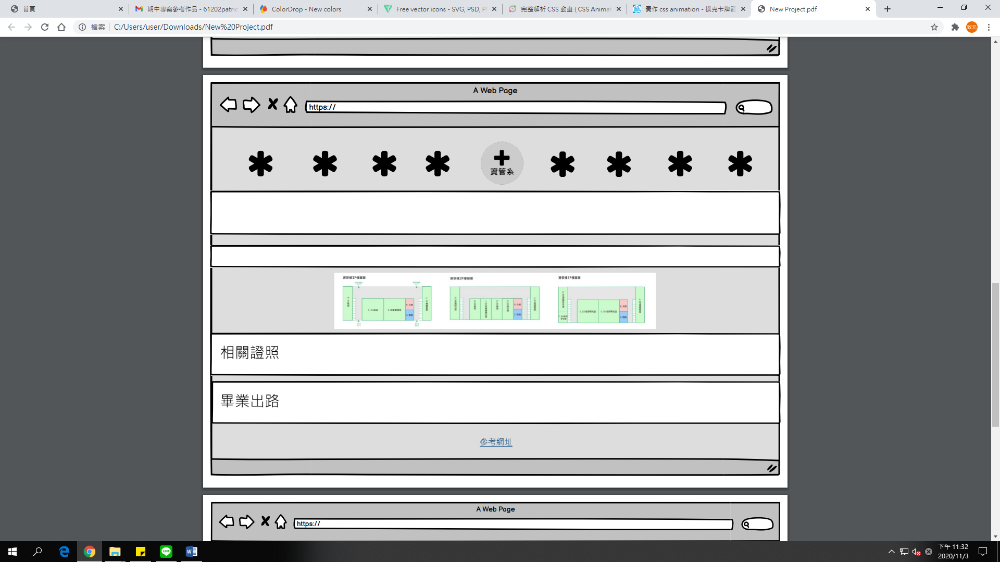 首頁
期中專案參考作品 - 61202patric
ColorDrop - New colors
Free vector icons - SVG, PSD, P
完整解析 CSS 動畫 ( CSS Animat
實作 css animation - 撲克卡牌
New Project.pdf
檔案
C:/Users/user/Downloads/New%20Project.pdf
致元
A Web Page
https://
資管系
資管樓1F樓層圖
資管樓2F樓層圖
資管樓3F樓層圖
相關證照
畢業出路
參考網址
A Web Page
https://
下午 11:32
2020/11/3